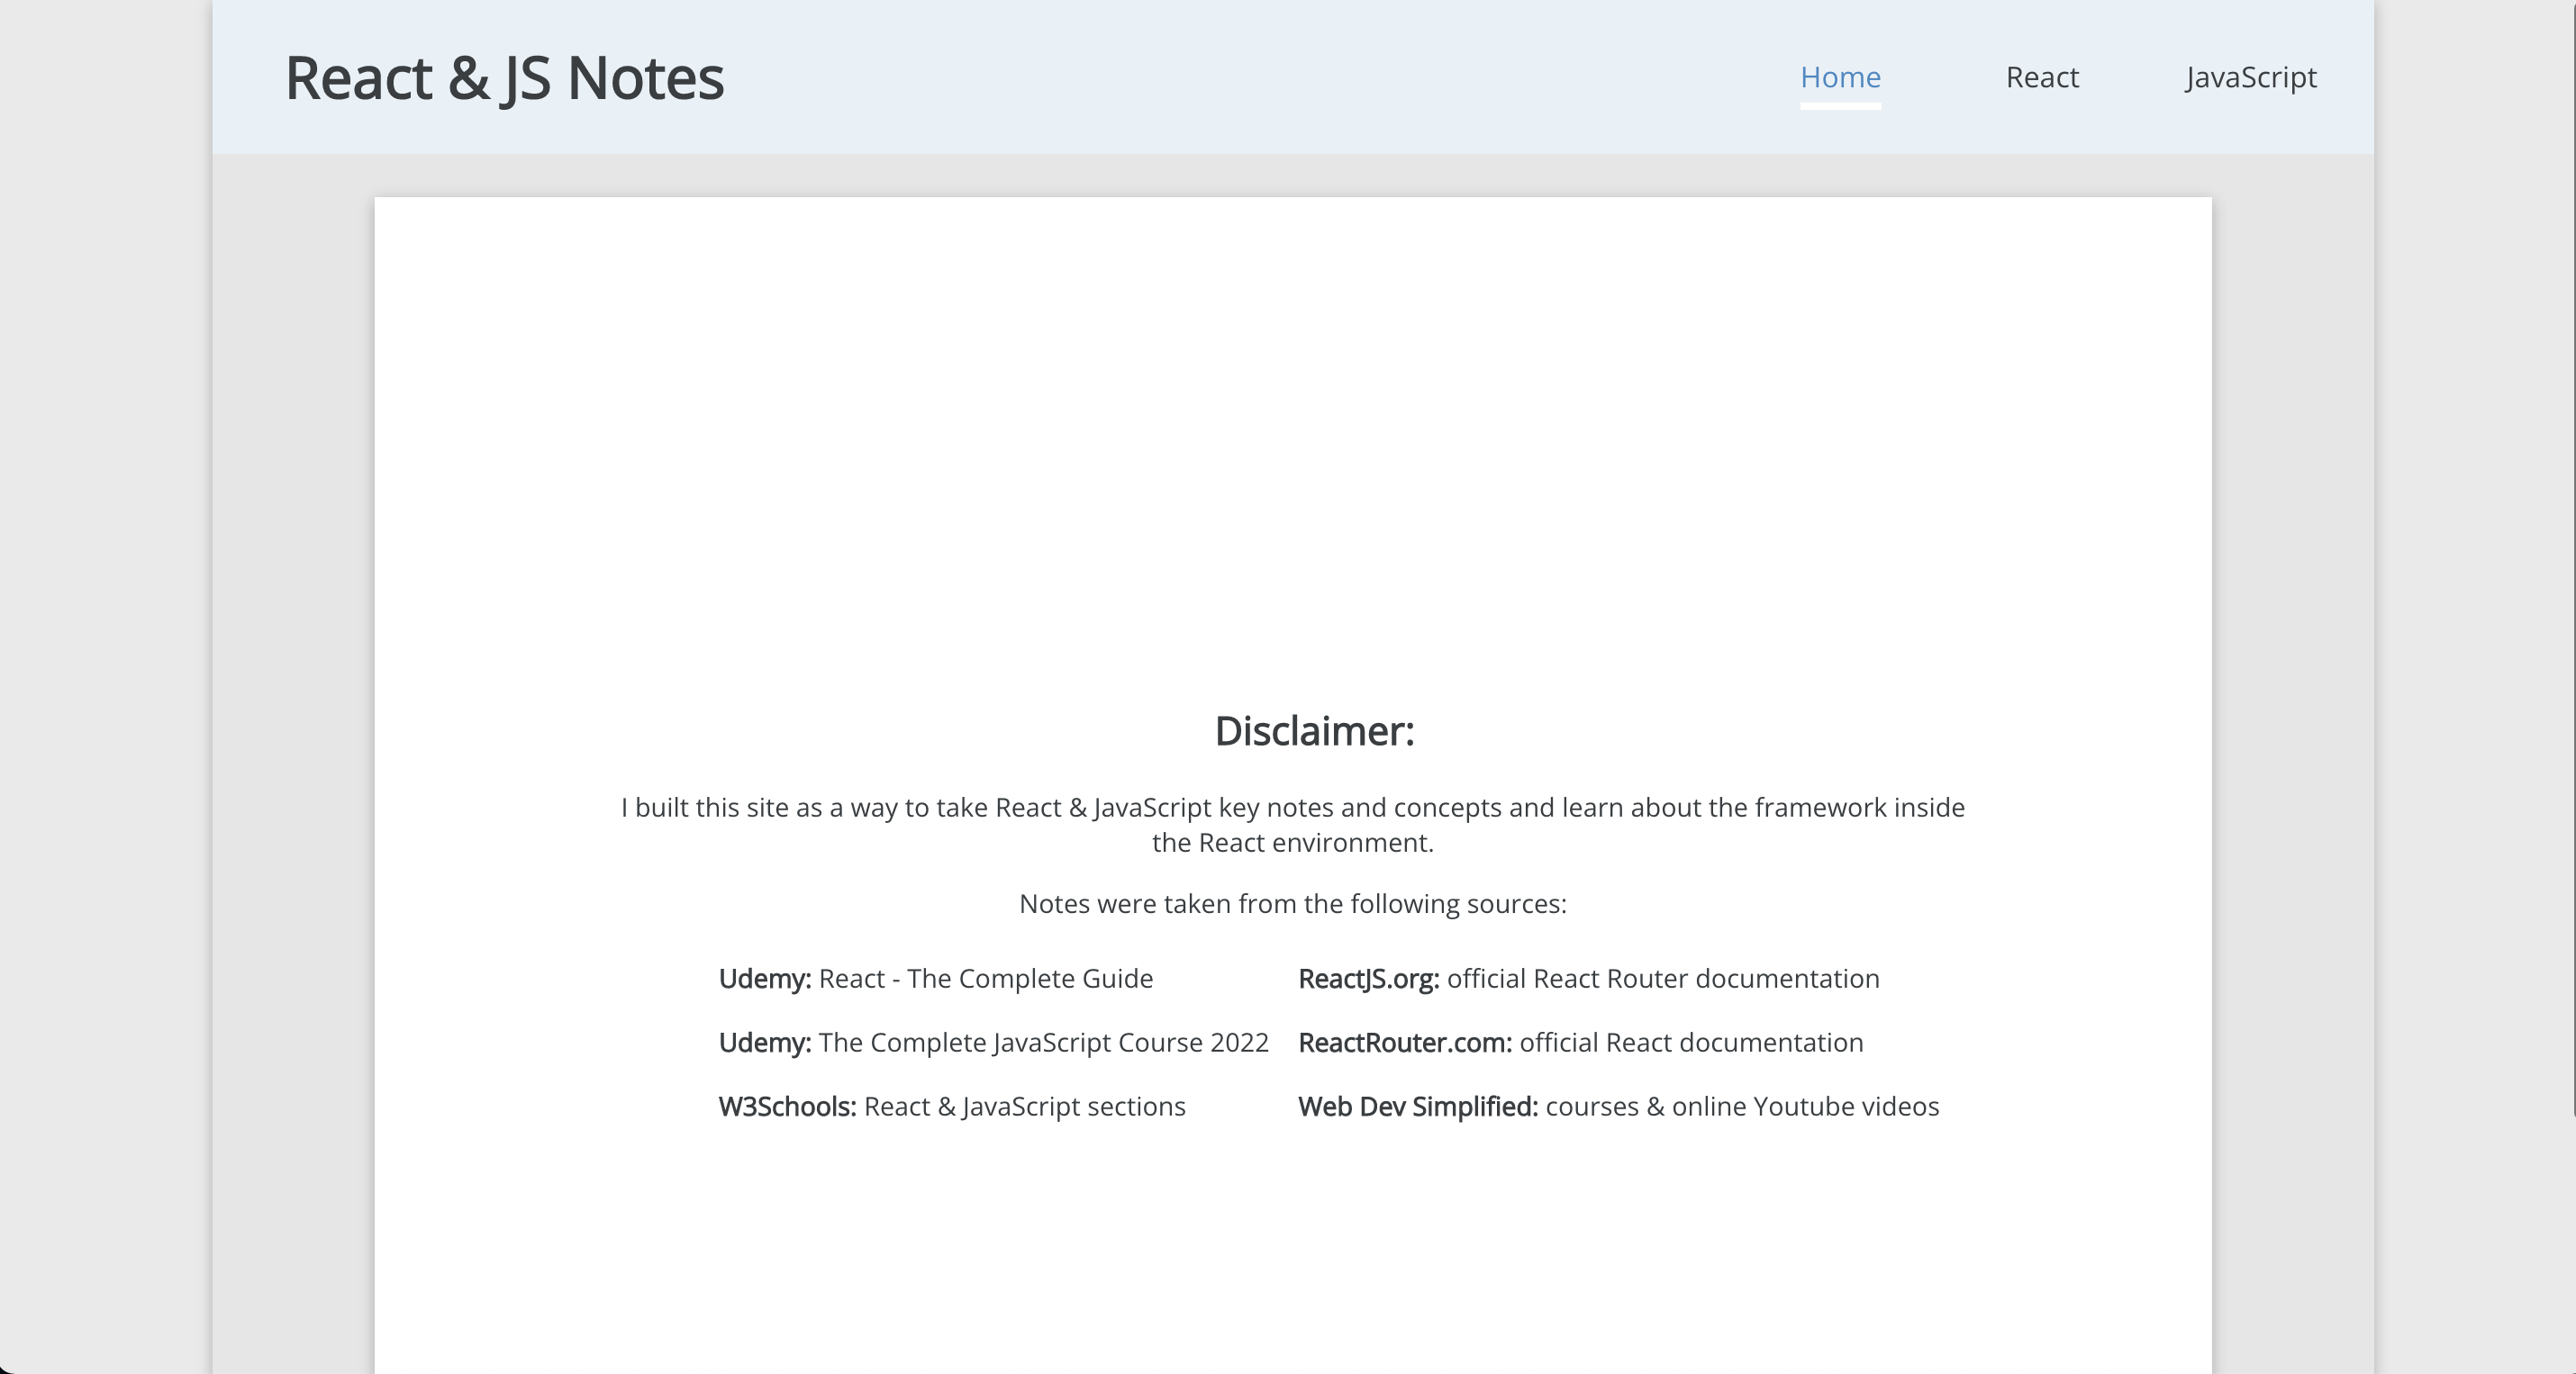 React & JS Notes
Home
React
JavaScript
Disclaimer:
I built this site as a way to take React & JavaScript key notes and concepts and learn about the framework inside
the React environment.
Notes were taken from the following sources:
Udemy: React - The Complete Guide
ReactJS.org: official React Router documentation
Udemy: The Complete JavaScript Course 2022
ReactRouter.com: official React documentation
W3Schools: React & JavaScript sections
Web Dev Simplified: courses & online Youtube videos